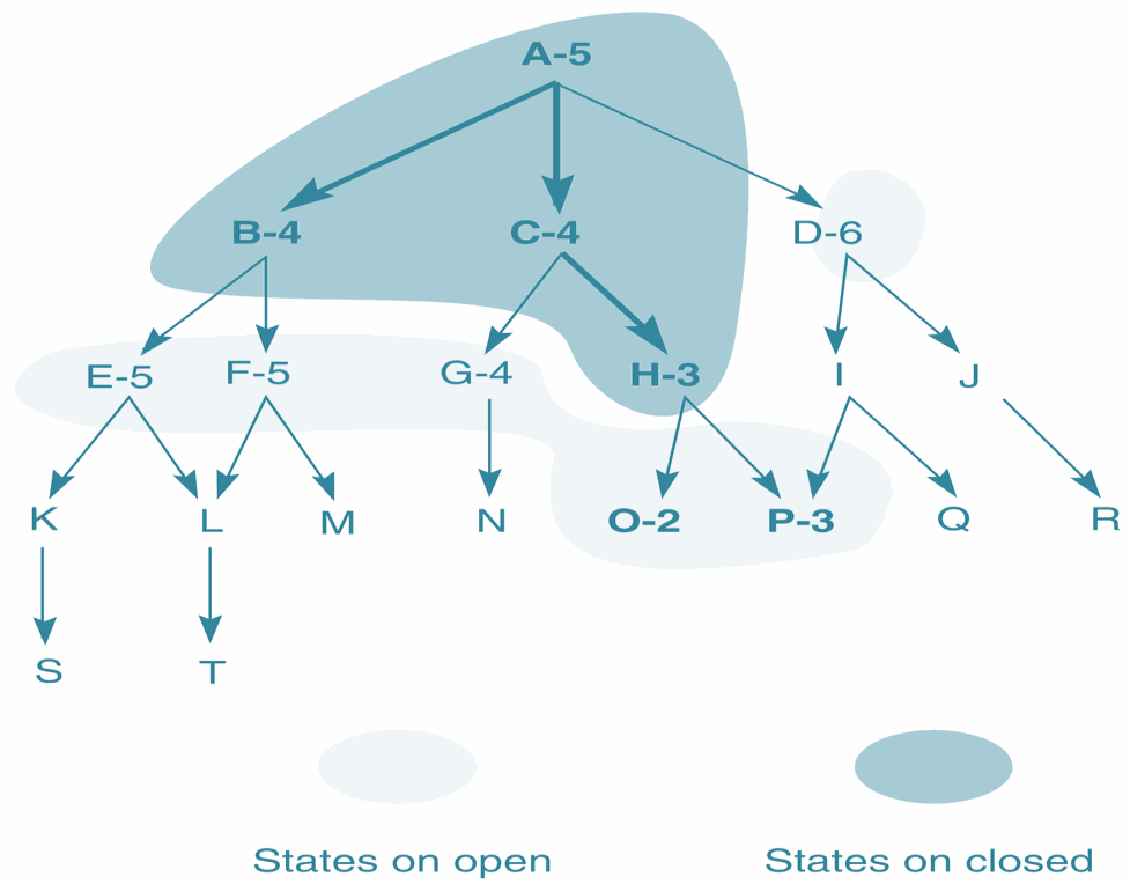 A-5
B-4 C-4 D-6
E-5 F-5 G-4 H-3 I J
K L M N O-2 P-3 Q R
S T
States on open States on closed